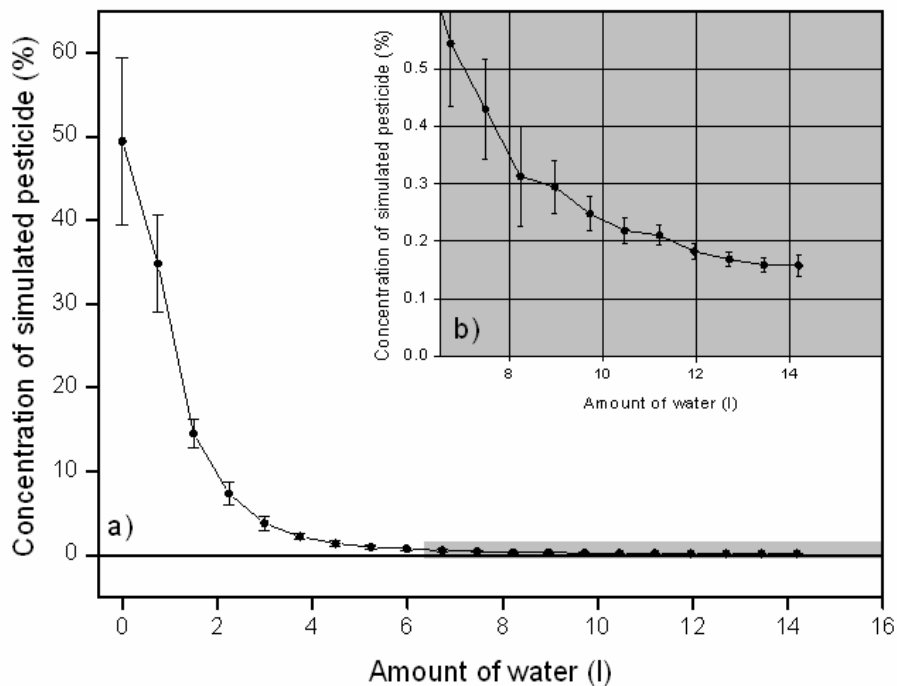 Concentration of simulated pesticide (%)
60
50
40
30
20
10
0
a)
0 2 4 6 8 10 12 14 16
Amount of water (l)
Concentration of simulated pesticide (%)
0.5
0.4
0.3
0.2
0.1
0.0
b)
8 10 12 14
Amount of water (l)